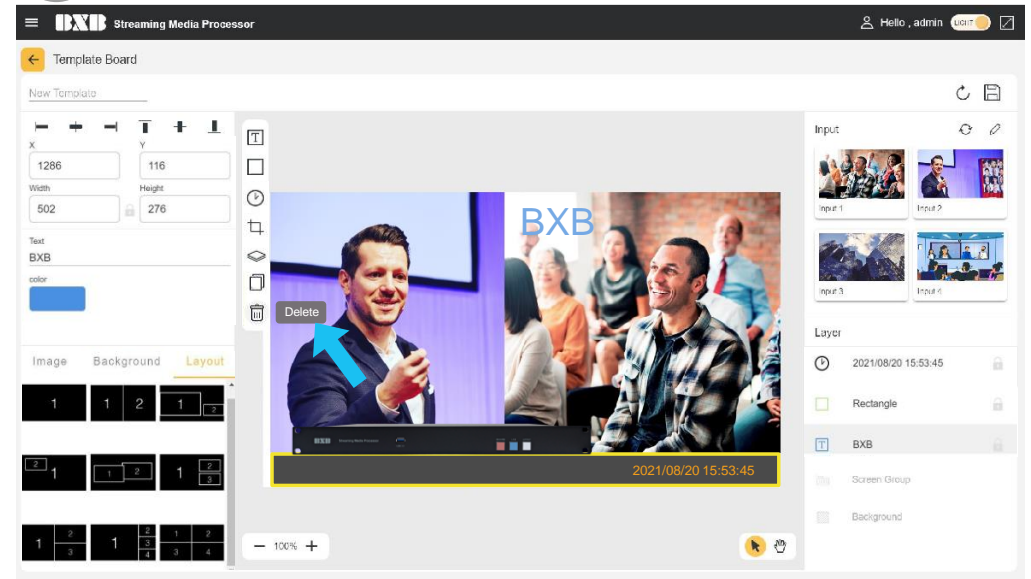 BXB Streaming Media Processor
Hello , admin
LIGHT
Template Board
New Template
X
Y
1286
116
Width
Height
502
276
Text
BXB
color
T
Delete
BXB
BXB
2021/08/20 15:53:45
Image
Background
Layout
1
1 2
1 2
2 1
1 2
1 2 3
1 2 3
1 2 3 4
1 2 3 4
100%
Input
Input 1
Input 2
Input 3
Input 4
Layer
2021/08/20 15:53:45
Rectangle
T BXB
Screen Group
Background